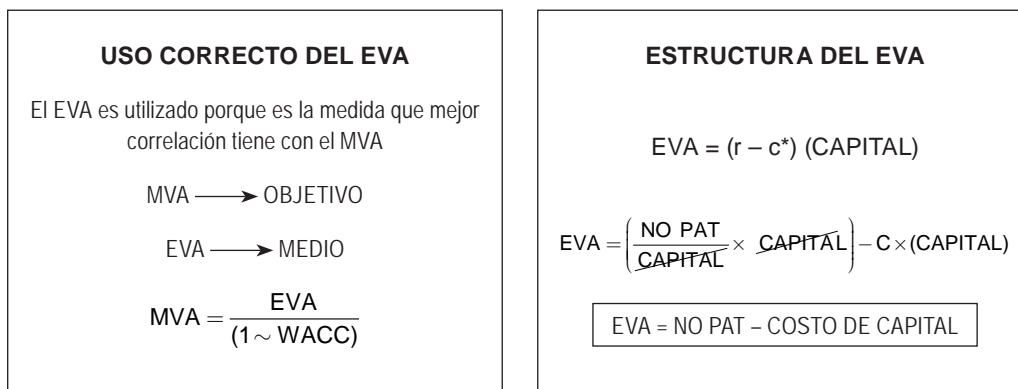 USO CORRECTO DEL EVA
El EVA es utilizado porque es la medida que mejor
correlación tiene con el MVA
MVA → OBJETIVO
EVA → MEDIO
MVA = EVA / (1 ~ WACC)
ESTRUCTURA DEL EVA
EVA = (r – c*) (CAPITAL)
EVA = (NO PAT / CAPITAL × CAPITAL) – C × (CAPITAL)
EVA = NO PAT – COSTO DE CAPITAL